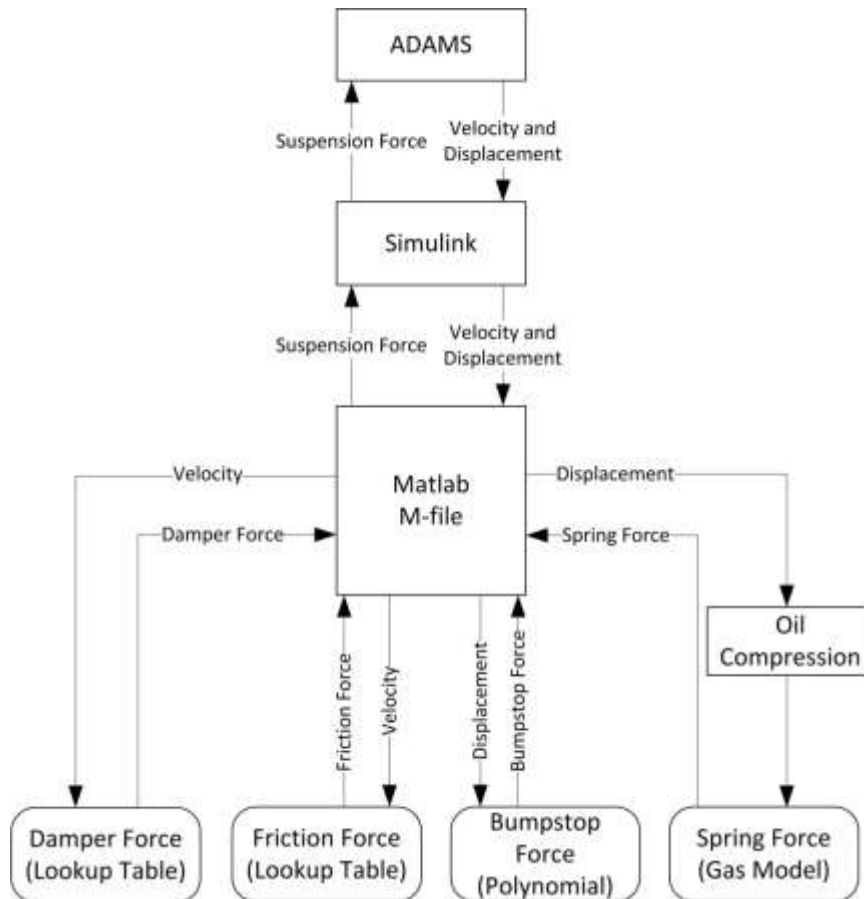 ADAMS
Suspension Force
Velocity and
Displacement
Simulink
Suspension Force
Velocity and
Displacement
Matlab
M-file
Velocity
Displacement
Damper Force
Spring Force
Oil
Compression
Friction Force
Velocity
Displacement
Bumpstop Force
Damper Force
(Lookup Table)
Friction Force
(Lookup Table)
Bumpstop
Force
(Polynomial)
Spring Force
(Gas Model)